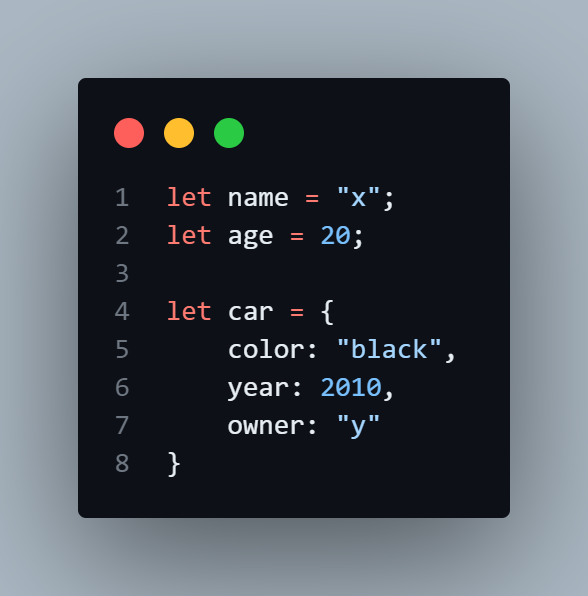 1 let name = "x";
2 let age = 20;
3
4 let car = {
5     color: "black",
6     year: 2010,
7     owner: "y"
8 }